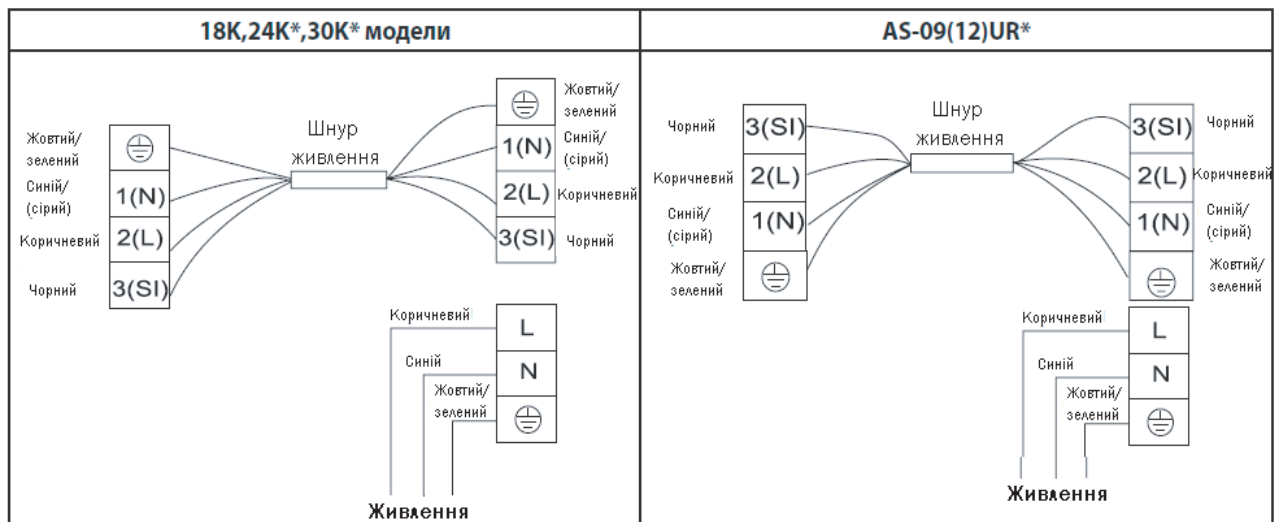 18K,24K*,30K* модели
AS-09(12)UR*
Жовтий/
зелений
Синій/
(сірий)
1(N)
Коричневий
2(L)
Чорний
3(SI)
Шнур
живлення
Жовтий/
зелений
1(N)
Синій/
(сірий)
2(L)
Коричневий
3(SI)
Чорний
Коричневий
L
Синій
N
Жовтий/
зелений
Живлення
Чорний
3(SI)
Коричневий
2(L)
Синій/
(сірий)
1(N)
Жовтий/
зелений
Шнур
живлення
3(SI)
Чорний
2(L)
Коричневий
1(N)
Синій/
(сірий)
Жовтий/
зелений
Коричневий
L
Синій
N
Жовтий/
зелений
Живлення